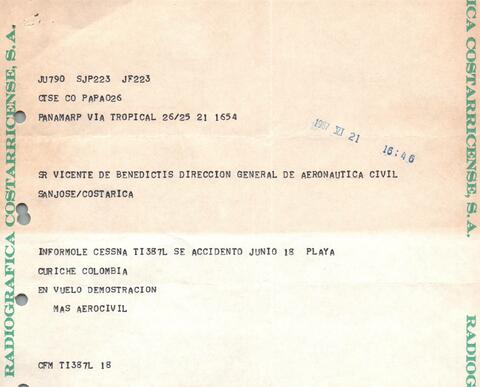 RADIOGRAFICA COSTARRICENSE, S.A.
JU790 SJP223 JF223
CTSE CO PAPA026
PANAMARP VIA TROPICAL 26/25 21 1654
1967 VI 21
16:46
SR VICENTE DE BENEDICTIS DIRECCION GENERAL DE AERONAUTICA CIVIL
SANJOSE/COSTARICA
INFORMOLE CESSNA TI387L SE ACCIDENTO JUNIO 18 PLAYA
CURICHE COLOMBIA
EN VUELO DEMOSTRACION
MAS AEROCIVIL
CFM TI387L 18
RADIOGRAFICA COSTARRICENSE, S.A.